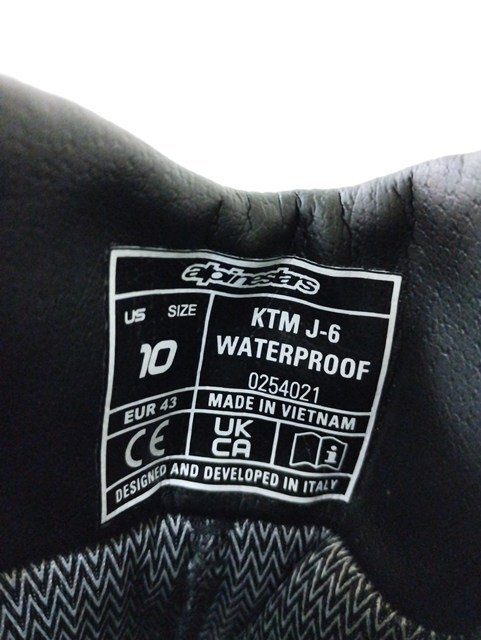 alpinestars
US SIZE
10
KTM J-6
WATERPROOF
0254021
EUR 43
MADE IN VIETNAM
CE
UK
CA
i
DESIGNED AND DEVELOPED IN ITALY